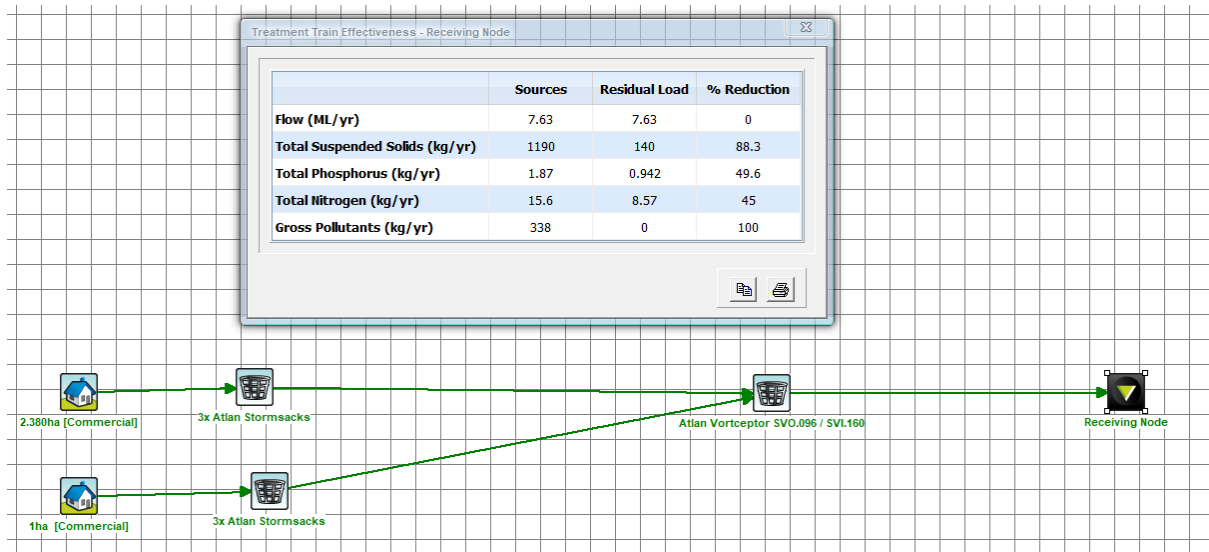 Treatment Train Effectiveness - Receiving Node
Sources Residual Load % Reduction
Flow (ML/yr) 7.63 7.63 0
Total Suspended Solids (kg/yr) 1190 140 88.3
Total Phosphorus (kg/yr) 1.87 0.942 49.6
Total Nitrogen (kg/yr) 15.6 8.57 45
Gross Pollutants (kg/yr) 338 0 100
2.380ha [Commercial]
3x Atlan Stormsacks
Atlan Vortceptor SVO.096 / SVI.160
Receiving Node
1ha [Commercial]
3x Atlan Stormsacks